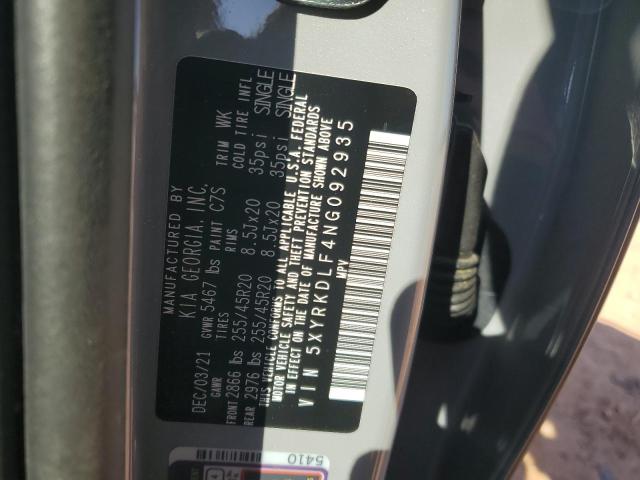 MANUFACTURED BY
KIA GEORGIA, INC.
DEC/03/21 GVWR 5467 lbs PAINT C7S TRIM WK
GAWR TIRES RIMS COLD TIRE INFL
FRONT 2866 lbs 255/45R20 8.5Jx20 35psi SINGLE
REAR 2976 lbs 255/45R20 8.5Jx20 35psi SINGLE
THIS VEHICLE CONFORMS TO ALL APPLICABLE U.S.A. FEDERAL
MOTOR VEHICLE SAFETY AND THEFT PREVENTION STANDARDS
IN EFFECT ON THE DATE OF MANUFACTURE SHOWN ABOVE
VIN 5XYRKDLF4NG092935
MPV
5410